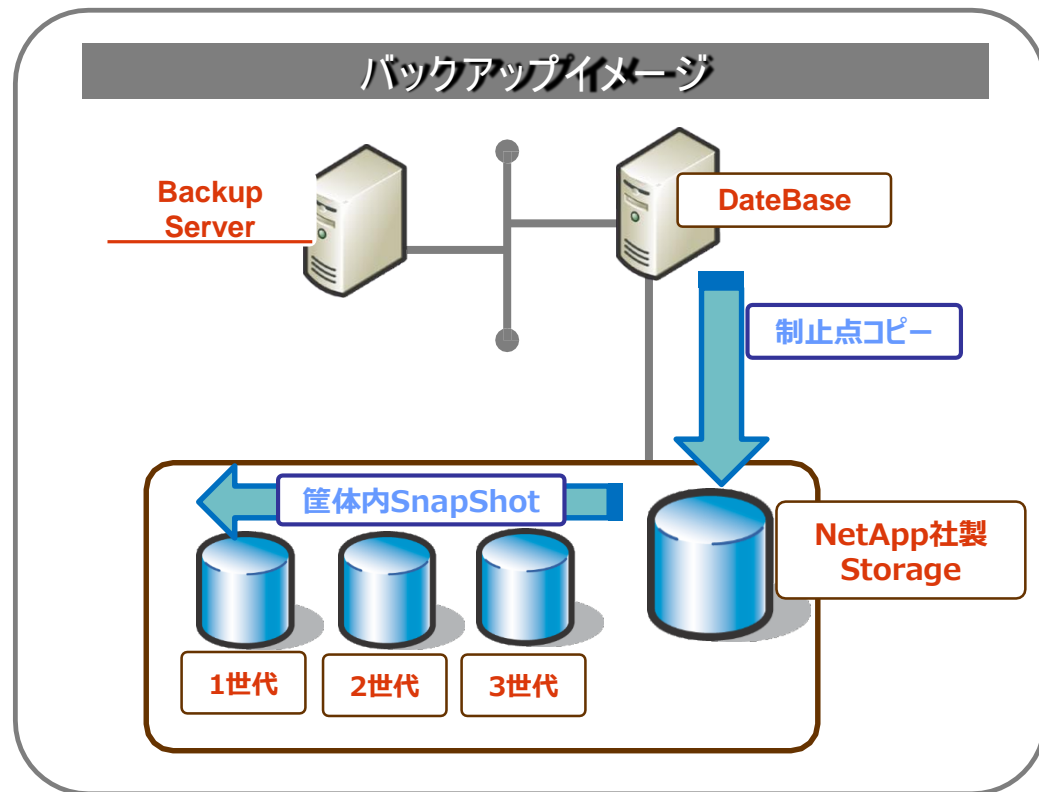 バックアップイメージ
Backup
Server
DateBase
制止点コピー
筐体内SnapShot
NetApp社製
Storage
1世代
2世代
3世代